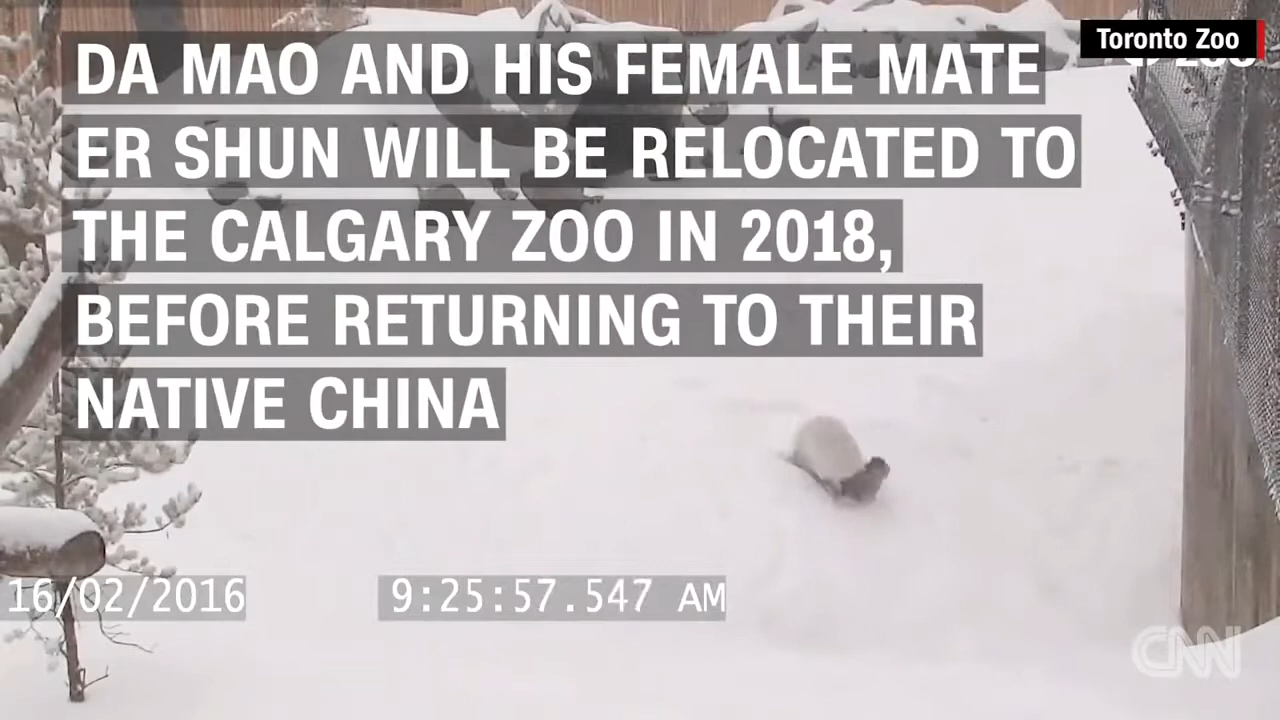 Toronto Zoo
DA MAO AND HIS FEMALE MATE
ER SHUN WILL BE RELOCATED TO
THE CALGARY ZOO IN 2018,
BEFORE RETURNING TO THEIR
NATIVE CHINA
16/02/2016 9:25:57.547 AM
CNN